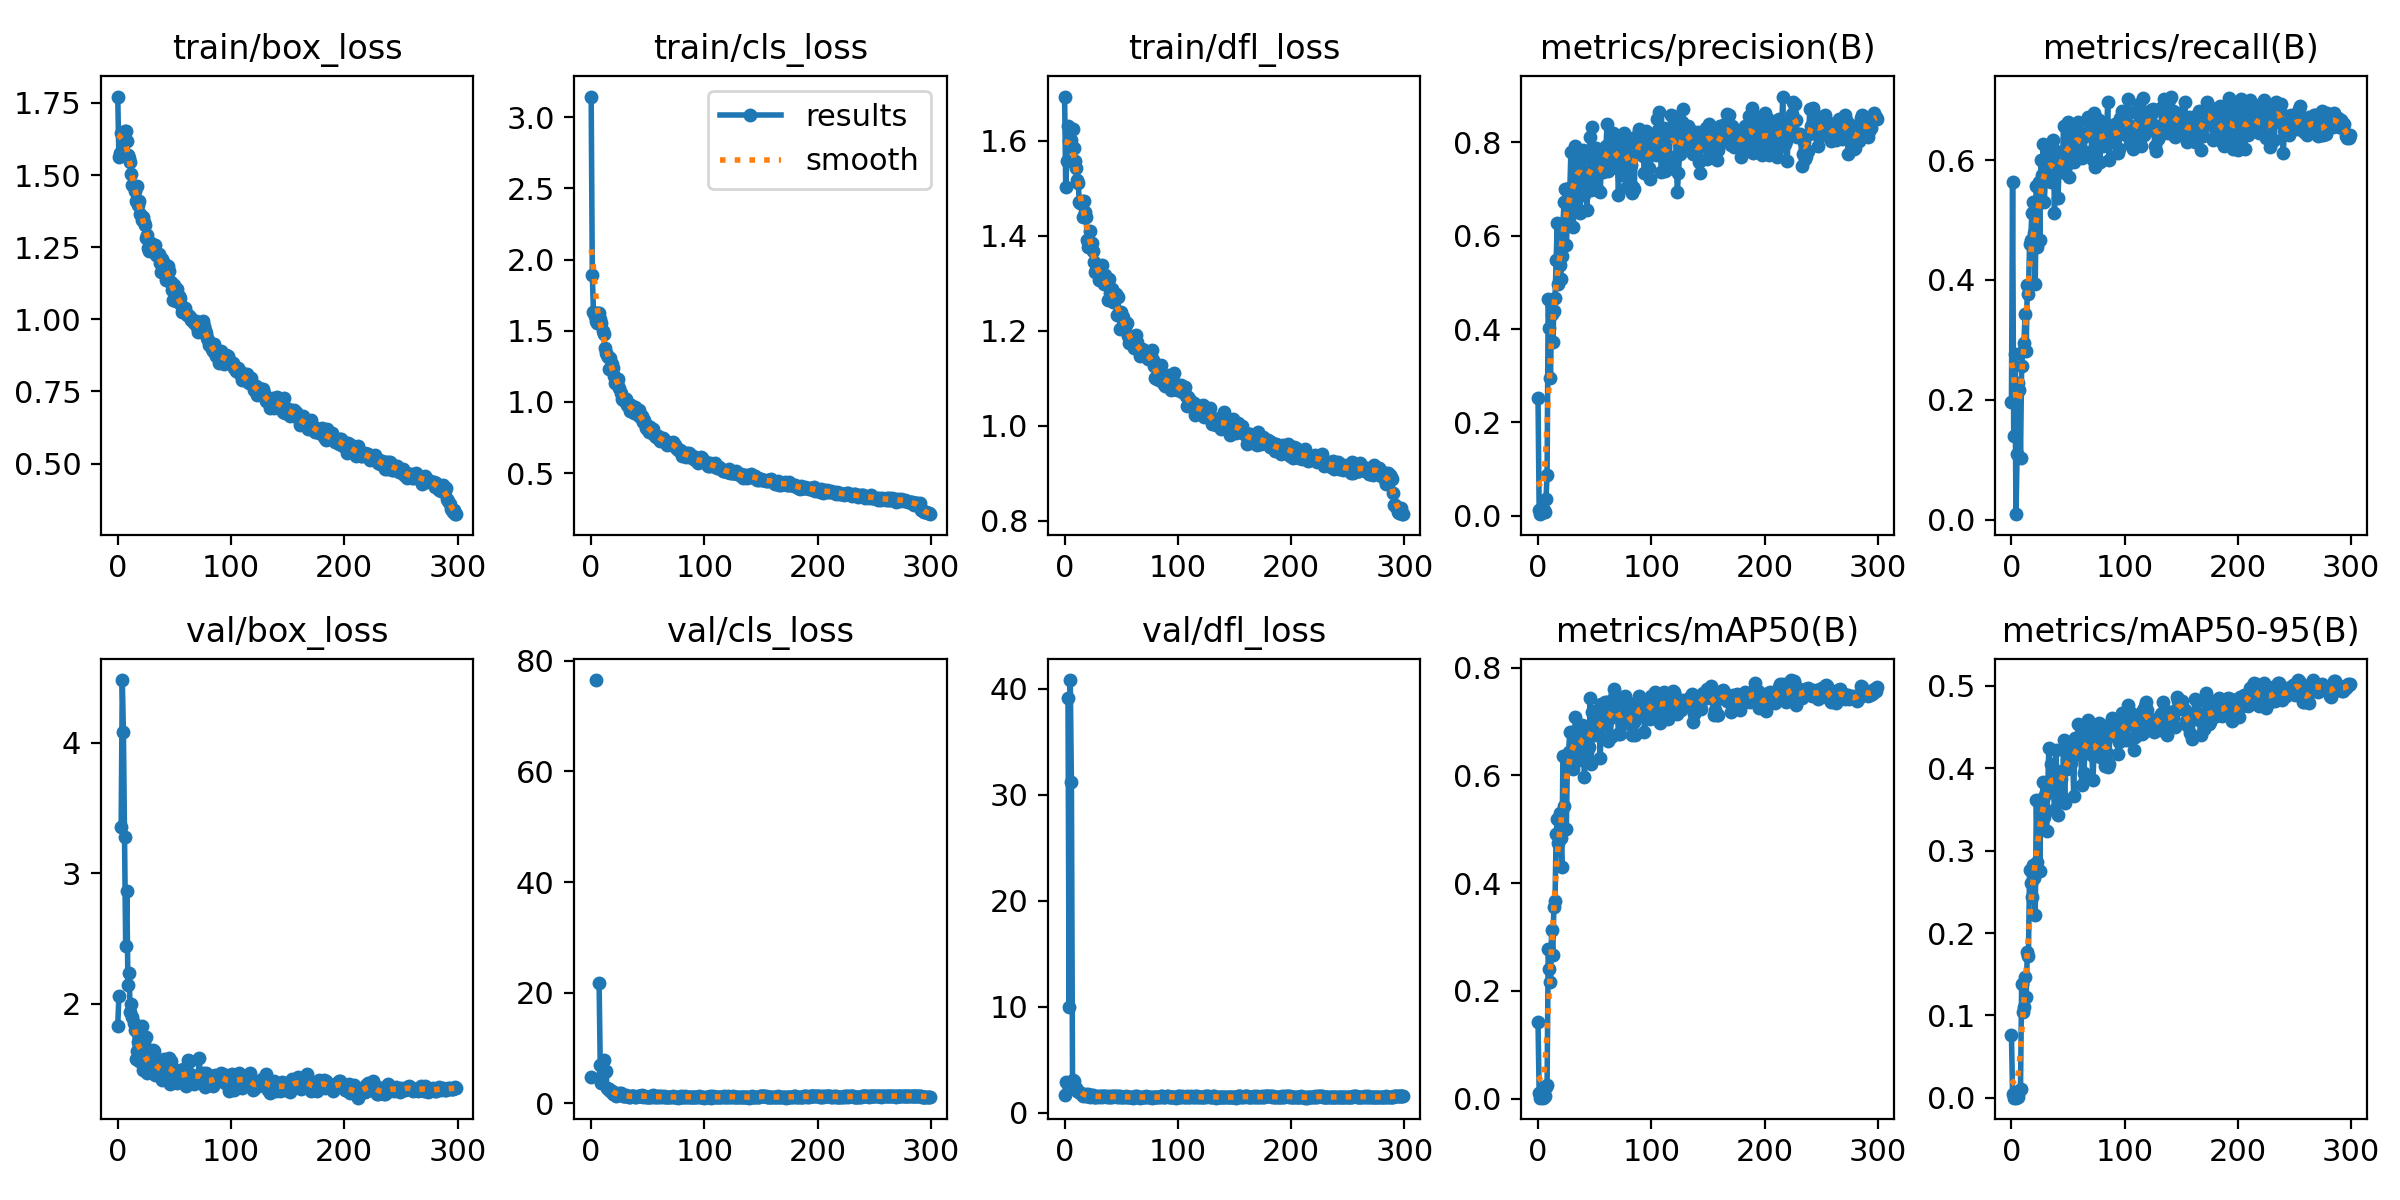 train/box_loss
1.75
1.50
1.25
1.00
0.75
0.50
0 100 200 300
train/cls_loss
results
smooth
3.0
2.5
2.0
1.5
1.0
0.5
0 100 200 300
train/dfl_loss
1.6
1.4
1.2
1.0
0.8
0 100 200 300
metrics/precision(B)
0.8
0.6
0.4
0.2
0.0
0 100 200 300
metrics/recall(B)
0.6
0.4
0.2
0.0
0 100 200 300
val/box_loss
4
3
2
0 100 200 300
val/cls_loss
80
60
40
20
0
0 100 200 300
val/dfl_loss
40
30
20
10
0
0 100 200 300
metrics/mAP50(B)
0.8
0.6
0.4
0.2
0.0
0 100 200 300
metrics/mAP50-95(B)
0.5
0.4
0.3
0.2
0.1
0.0
0 100 200 300